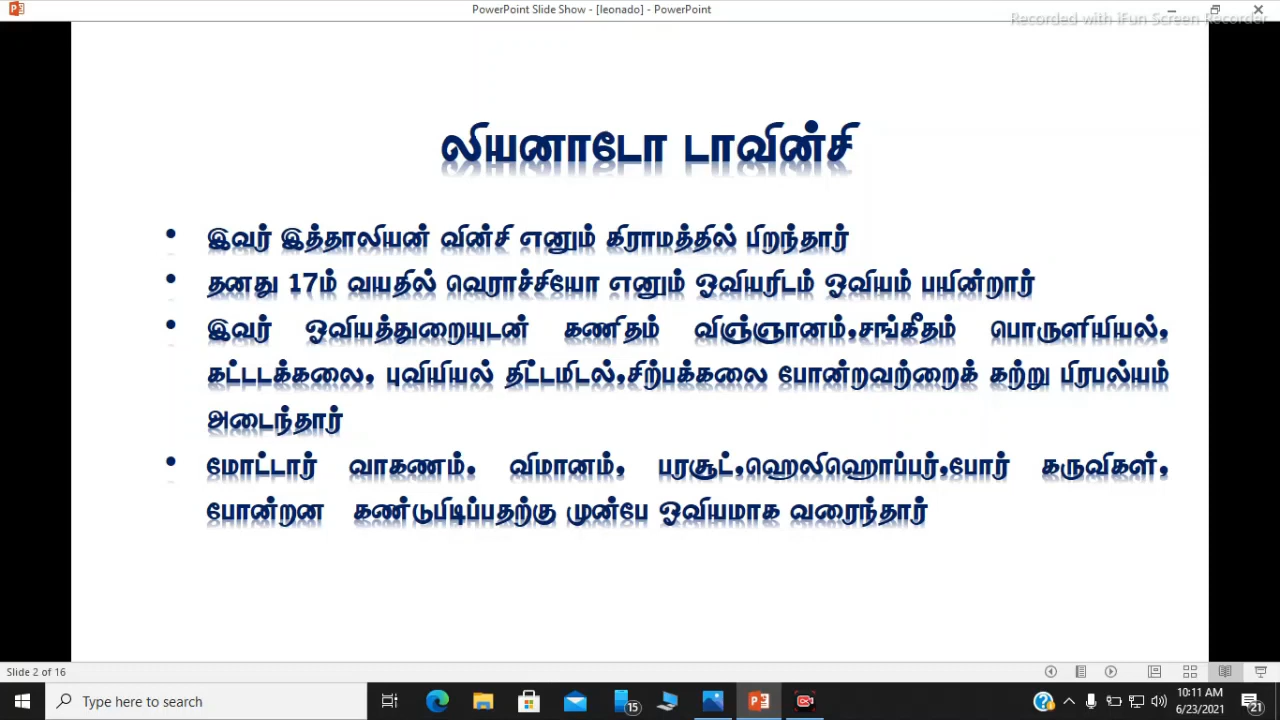 PowerPoint Slide Show - [leonado] - PowerPoint
Recorded with iFun Screen Recorder
லியனாடோ டாவின்சி
• இவர் இத்தாலியன் வின்சி எனும் கிராமத்தில் பிறந்தார்
• தனது 17ம் வயதில் வெராச்சியோ எனும் ஓவியரிடம் ஓவியம் பயின்றார்
• இவர் ஓவியத்துறையுடன் கணிதம் விஞ்ஞானம்,சங்கீதம் பொருளியியல்,
கட்டடக்கலை, புவியியல் திட்டமிடல்,சிற்பக்கலை போன்றவற்றைக் கற்று பிரபல்யம்
அடைந்தார்
• மோட்டார் வாகணம், விமானம், பரசூட்,ஹெலிஹொப்பர்,போர் கருவிகள்,
போன்றன கண்டுபிடிப்பதற்கு முன்பே ஓவியமாக வரைந்தார்
Slide 2 of 16
Type here to search
15
10:11 AM
6/23/2021
21